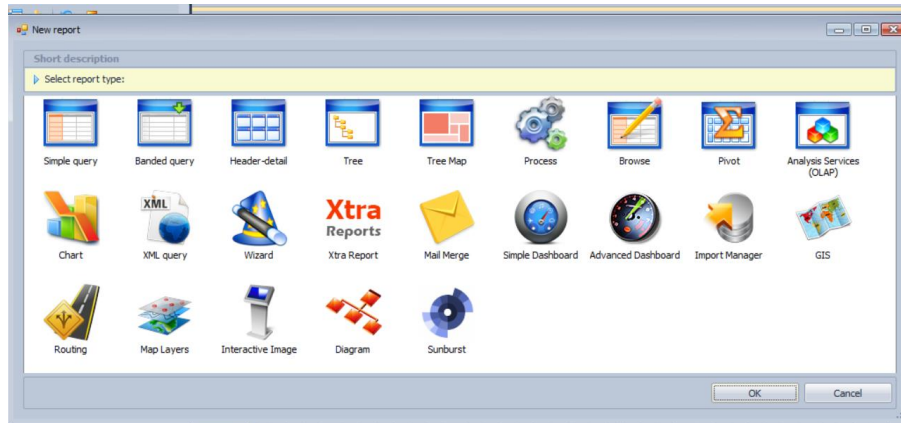 New report
Short description
Select report type:
Simple query
Banded query
Header-detail
Tree
Tree Map
Process
Browse
Pivot
Analysis Services
(OLAP)
XML
Xtra
Reports
Chart
XML query
Wizard
Xtra Report
Mail Merge
Simple Dashboard
Advanced Dashboard
Import Manager
GIS
Routing
Map Layers
Interactive Image
Diagram
Sunburst
OK
Cancel